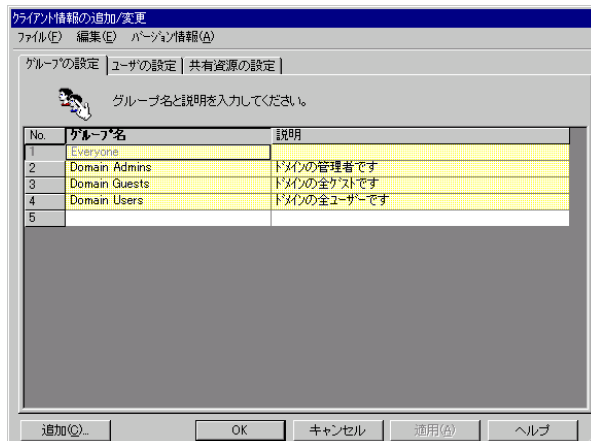 ｸﾗｲｱﾝﾄ情報の追加/変更
ﾌｧｲﾙ(F) 編集(E) ﾊﾞｰｼﾞｮﾝ情報(A)
ｸﾞﾙｰﾌﾟの設定 ﾕｰｻﾞの設定 共有資源の設定
グループ名と説明を入力してください。
No. ｸﾞﾙｰﾌﾟ名 説明
1 Everyone
2 Domain Admins ﾄﾞﾒｲﾝの管理者です
3 Domain Guests ﾄﾞﾒｲﾝの全ｹﾞｽﾄです
4 Domain Users ﾄﾞﾒｲﾝの全ﾕｰｻﾞｰです
5
追加(C)... OK キャンセル 適用(A) ヘルプ